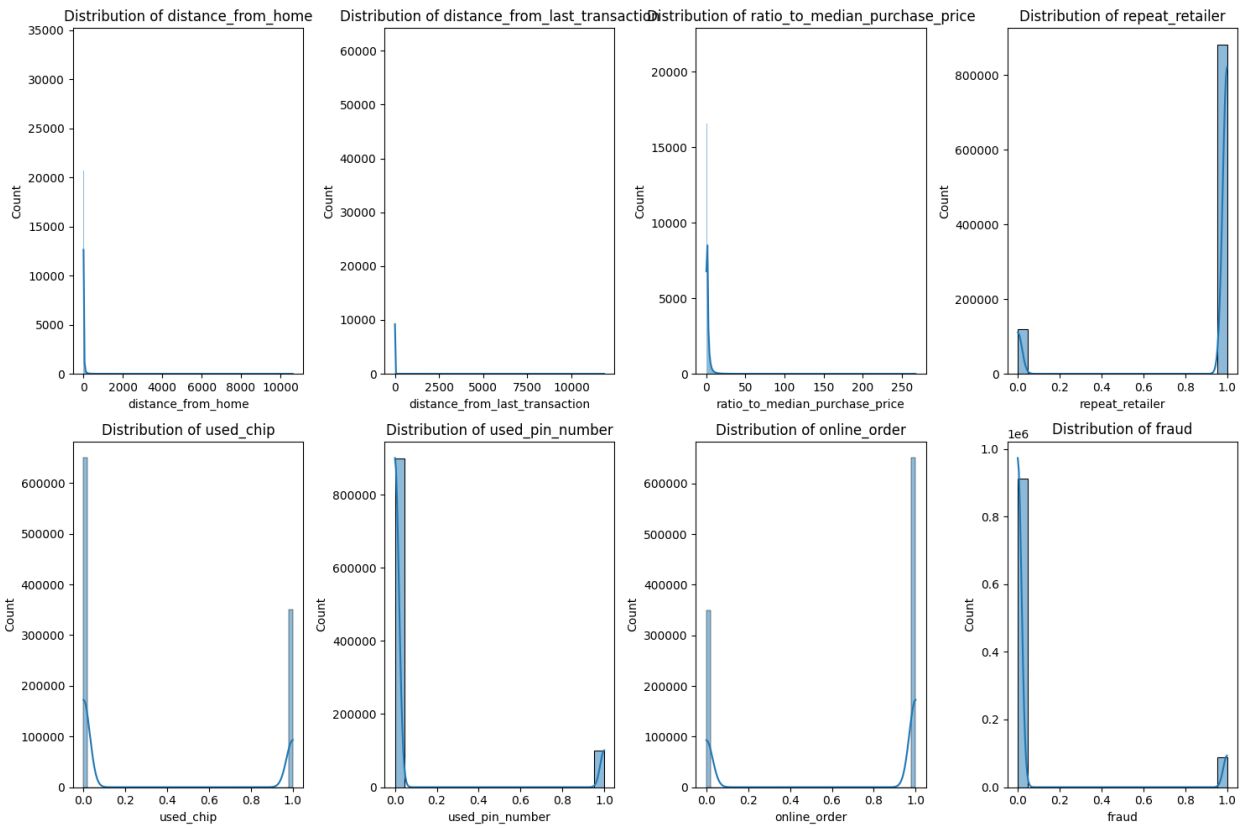 Distribution of distance_from_home
35000
30000
25000
20000
15000
10000
5000
0
Count
0 2000 4000 6000 8000 10000
distance_from_home
Distribution of distance_from_last_transaction
60000
50000
40000
30000
20000
10000
0
Count
0 2500 5000 7500 10000
distance_from_last_transaction
Distribution of ratio_to_median_purchase_price
20000
15000
10000
5000
0
Count
0 50 100 150 200 250
ratio_to_median_purchase_price
Distribution of repeat_retailer
800000
600000
400000
200000
0
Count
0.0 0.2 0.4 0.6 0.8 1.0
repeat_retailer
Distribution of used_chip
600000
500000
400000
300000
200000
100000
0
Count
0.0 0.2 0.4 0.6 0.8 1.0
used_chip
Distribution of used_pin_number
800000
600000
400000
200000
0
Count
0.0 0.2 0.4 0.6 0.8 1.0
used_pin_number
Distribution of online_order
600000
500000
400000
300000
200000
100000
0
Count
0.0 0.2 0.4 0.6 0.8 1.0
online_order
1e6
Distribution of fraud
1.0
0.8
0.6
0.4
0.2
0.0
Count
0.0 0.2 0.4 0.6 0.8 1.0
fraud